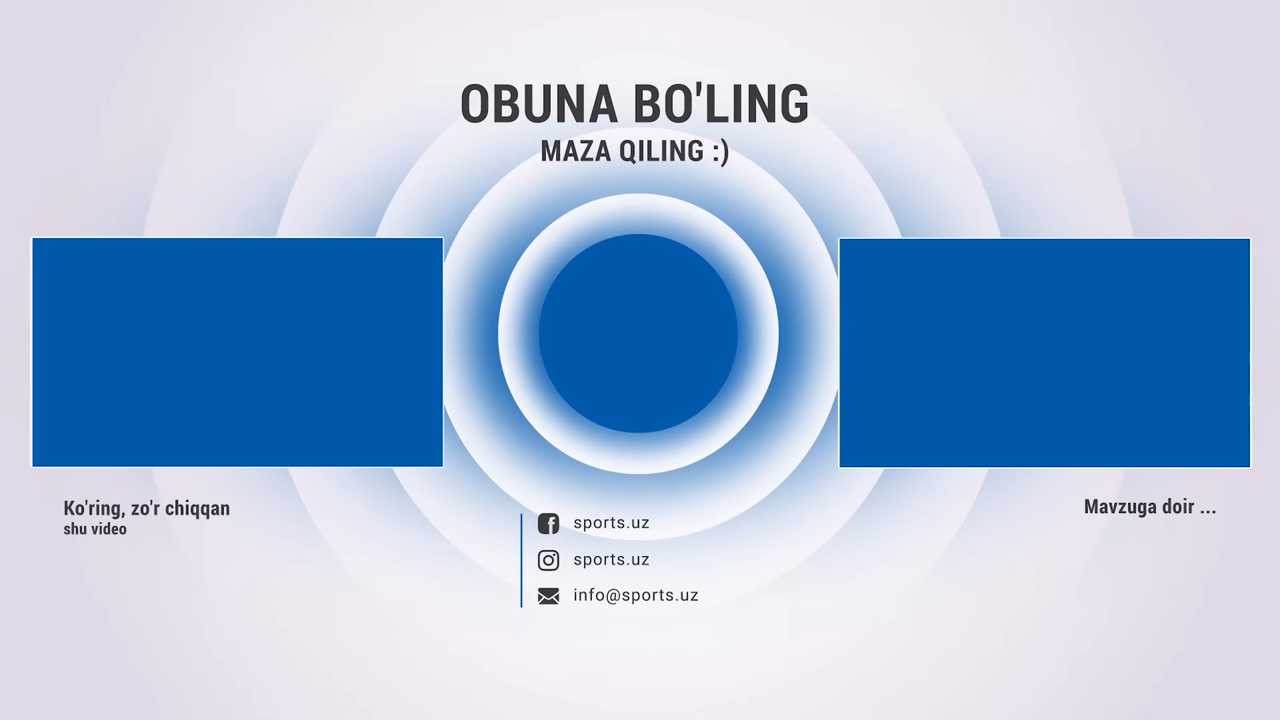 OBUNA BO'LING
MAZA QILING :)
Ko'ring, zo'r chiqqan
shu video
Mavzuga doir ...
sports.uz
sports.uz
info@sports.uz